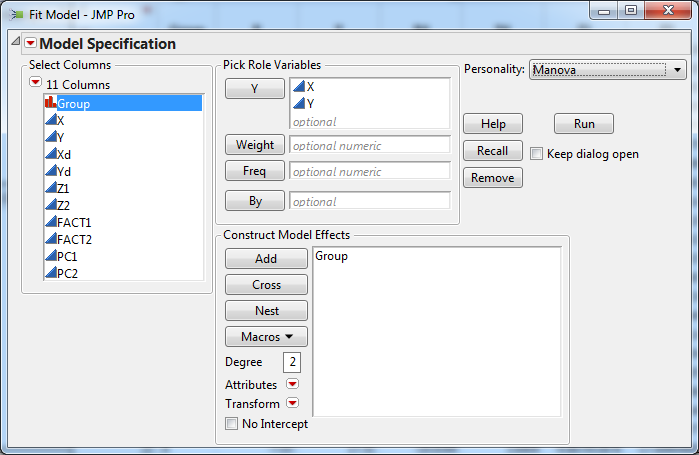 Fit Model - JMP Pro
Model Specification
Select Columns
11 Columns
Group
X
Y
Xd
Yd
Z1
Z2
FACT1
FACT2
PC1
PC2
Pick Role Variables
Y
X
Y
optional
Weight
optional numeric
Freq
optional numeric
By
optional
Personality: Manova
Help
Run
Recall
Keep dialog open
Remove
Construct Model Effects
Add
Group
Cross
Nest
Macros
Degree 2
Attributes
Transform
No Intercept